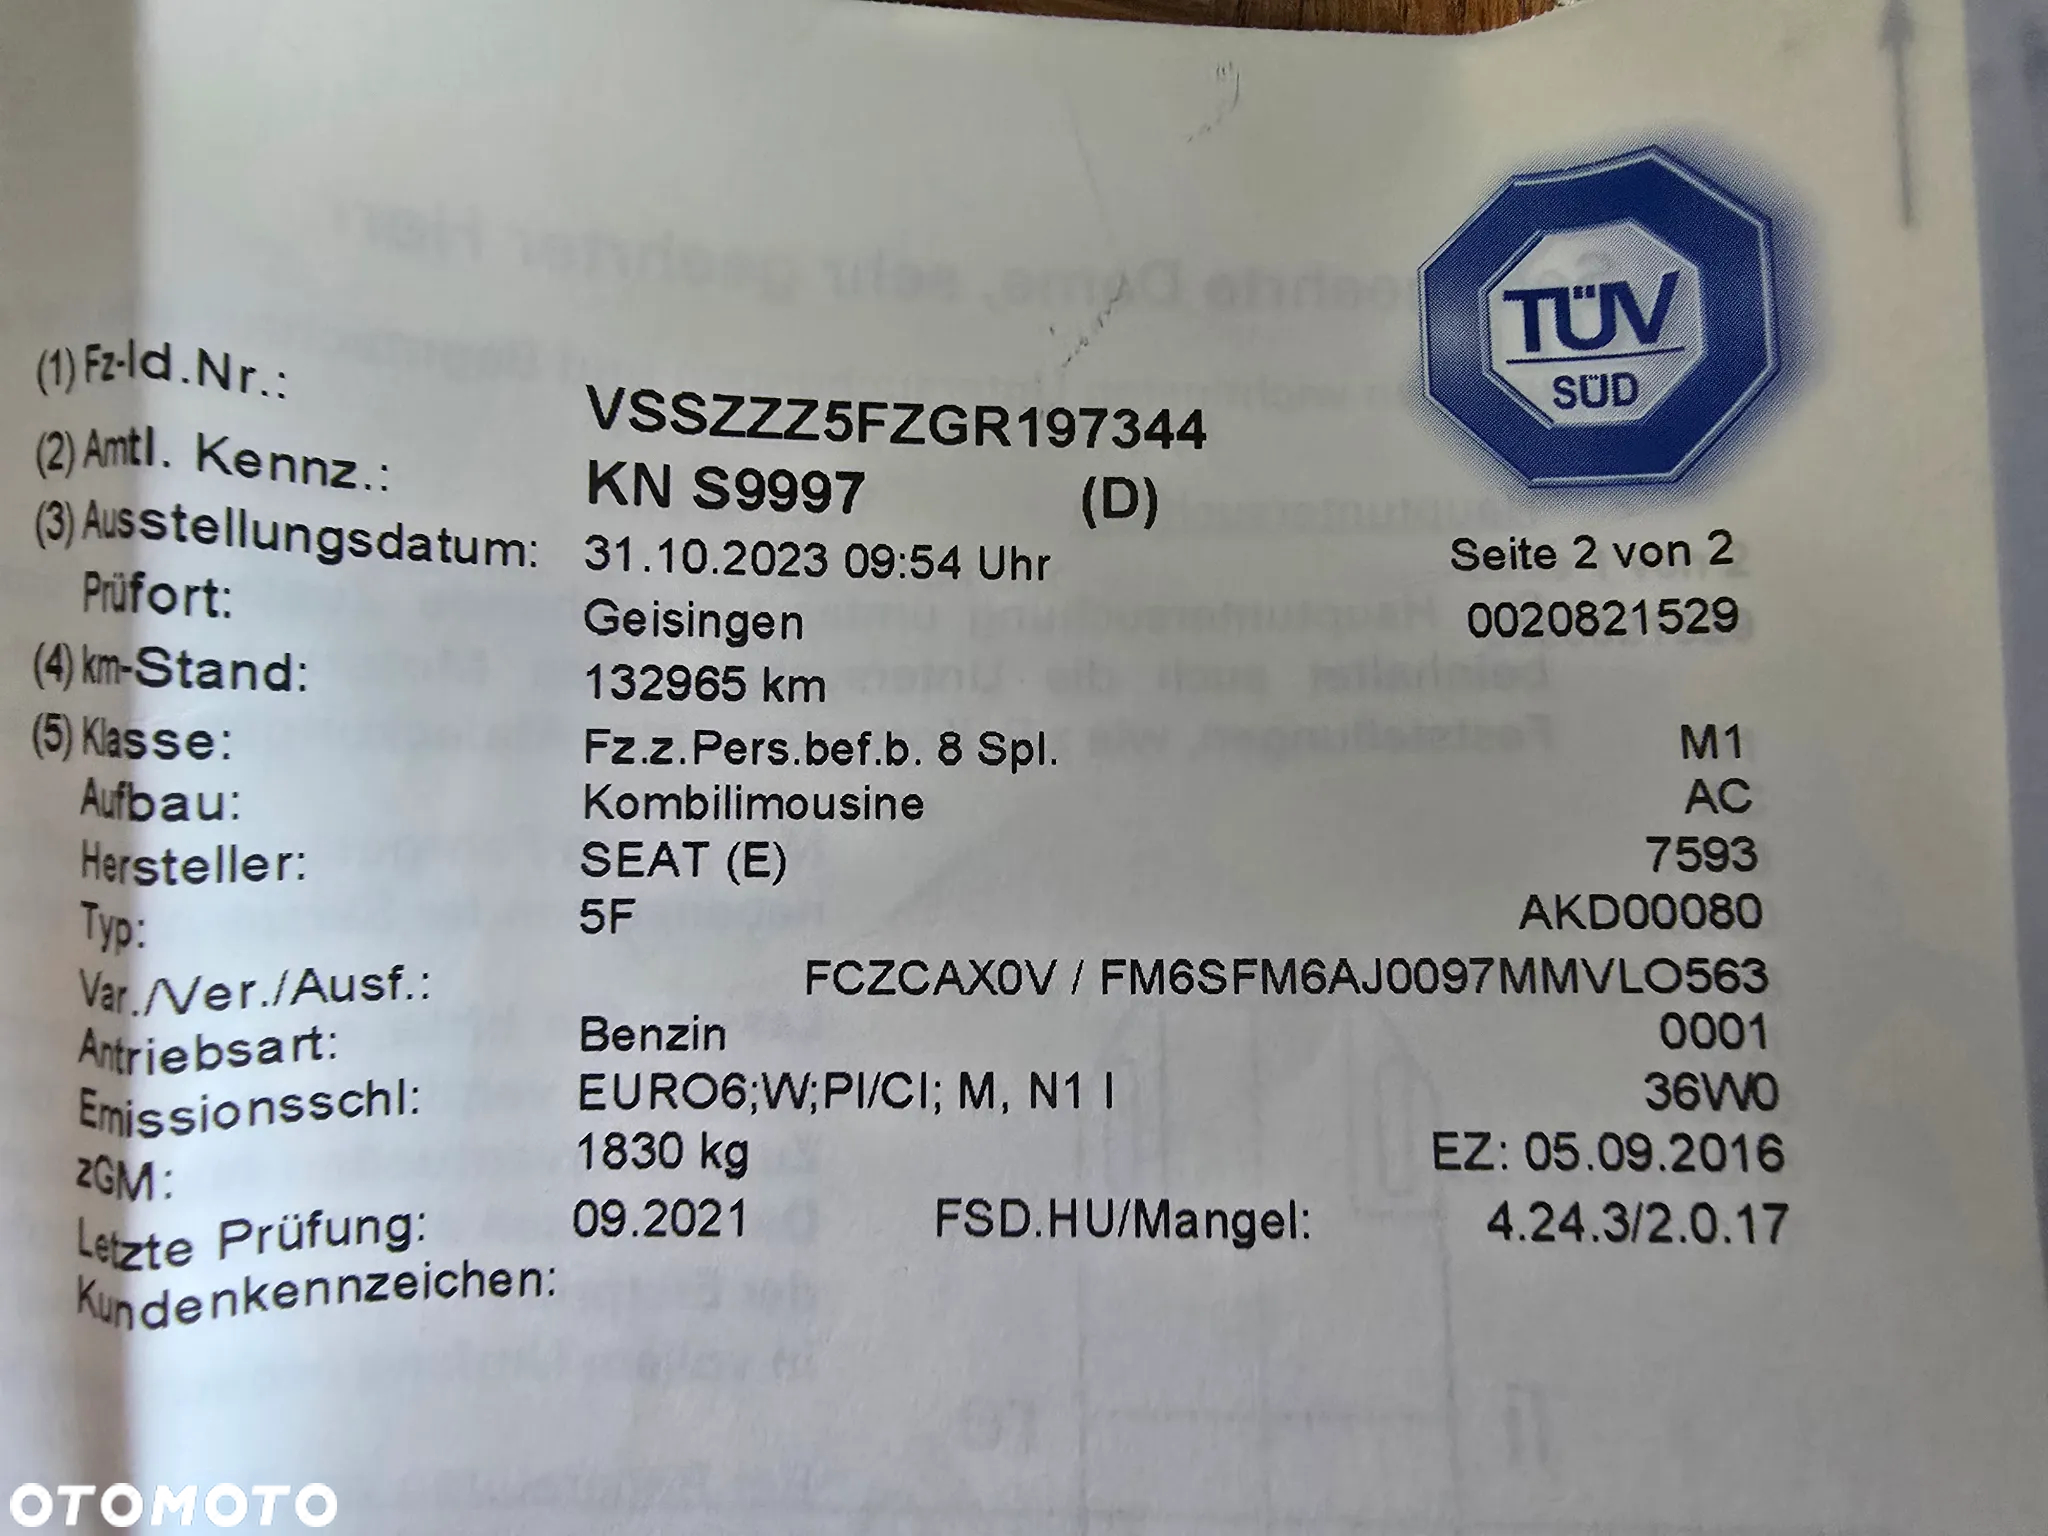 TÜV
SÜD
(1) Fz-Id.Nr.: VSSZZZ5FZGR197344
(2) Amtl. Kennz.: KN S9997 (D)
(3) Ausstellungsdatum: 31.10.2023 09:54 Uhr Seite 2 von 2
Prüfort: Geisingen 0020821529
(4) km-Stand: 132965 km
(5) Klasse: Fz.z.Pers.bef.b. 8 Spl. M1
Aufbau: Kombilimousine AC
Hersteller: SEAT (E) 7593
Typ: 5F AKD00080
Var./Ver./Ausf.: FCZCAX0V / FM6SFM6AJ0097MMVLO563
Antriebsart: Benzin 0001
Emissionsschl: EURO6;W;PI/CI; M, N1 I 36W0
zGM: 1830 kg EZ: 05.09.2016
Letzte Prüfung: 09.2021 FSD.HU/Mangel: 4.24.3/2.0.17
Kundenkennzeichen:
OTOMOTO